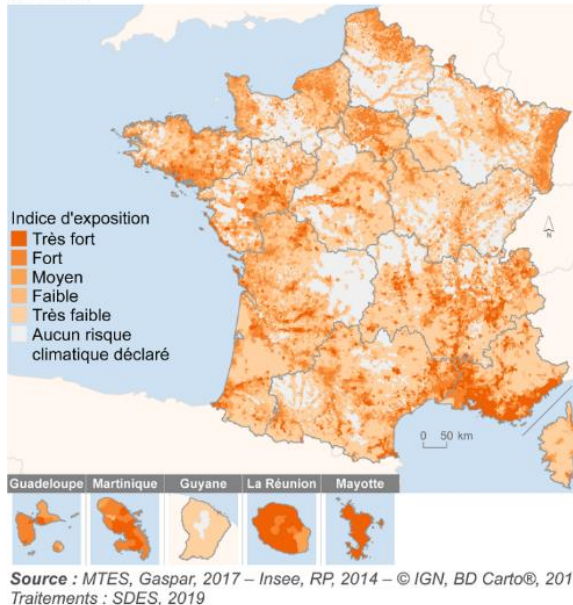 Indice d'exposition
Très fort
Fort
Moyen
Faible
Très faible
Aucun risque
climatique déclaré
N
0 50 km
Guadeloupe Martinique Guyane La Réunion Mayotte
Source : MTES, Gaspar, 2017 – Insee, RP, 2014 – © IGN, BD Carto®, 201
Traitements : SDES, 2019